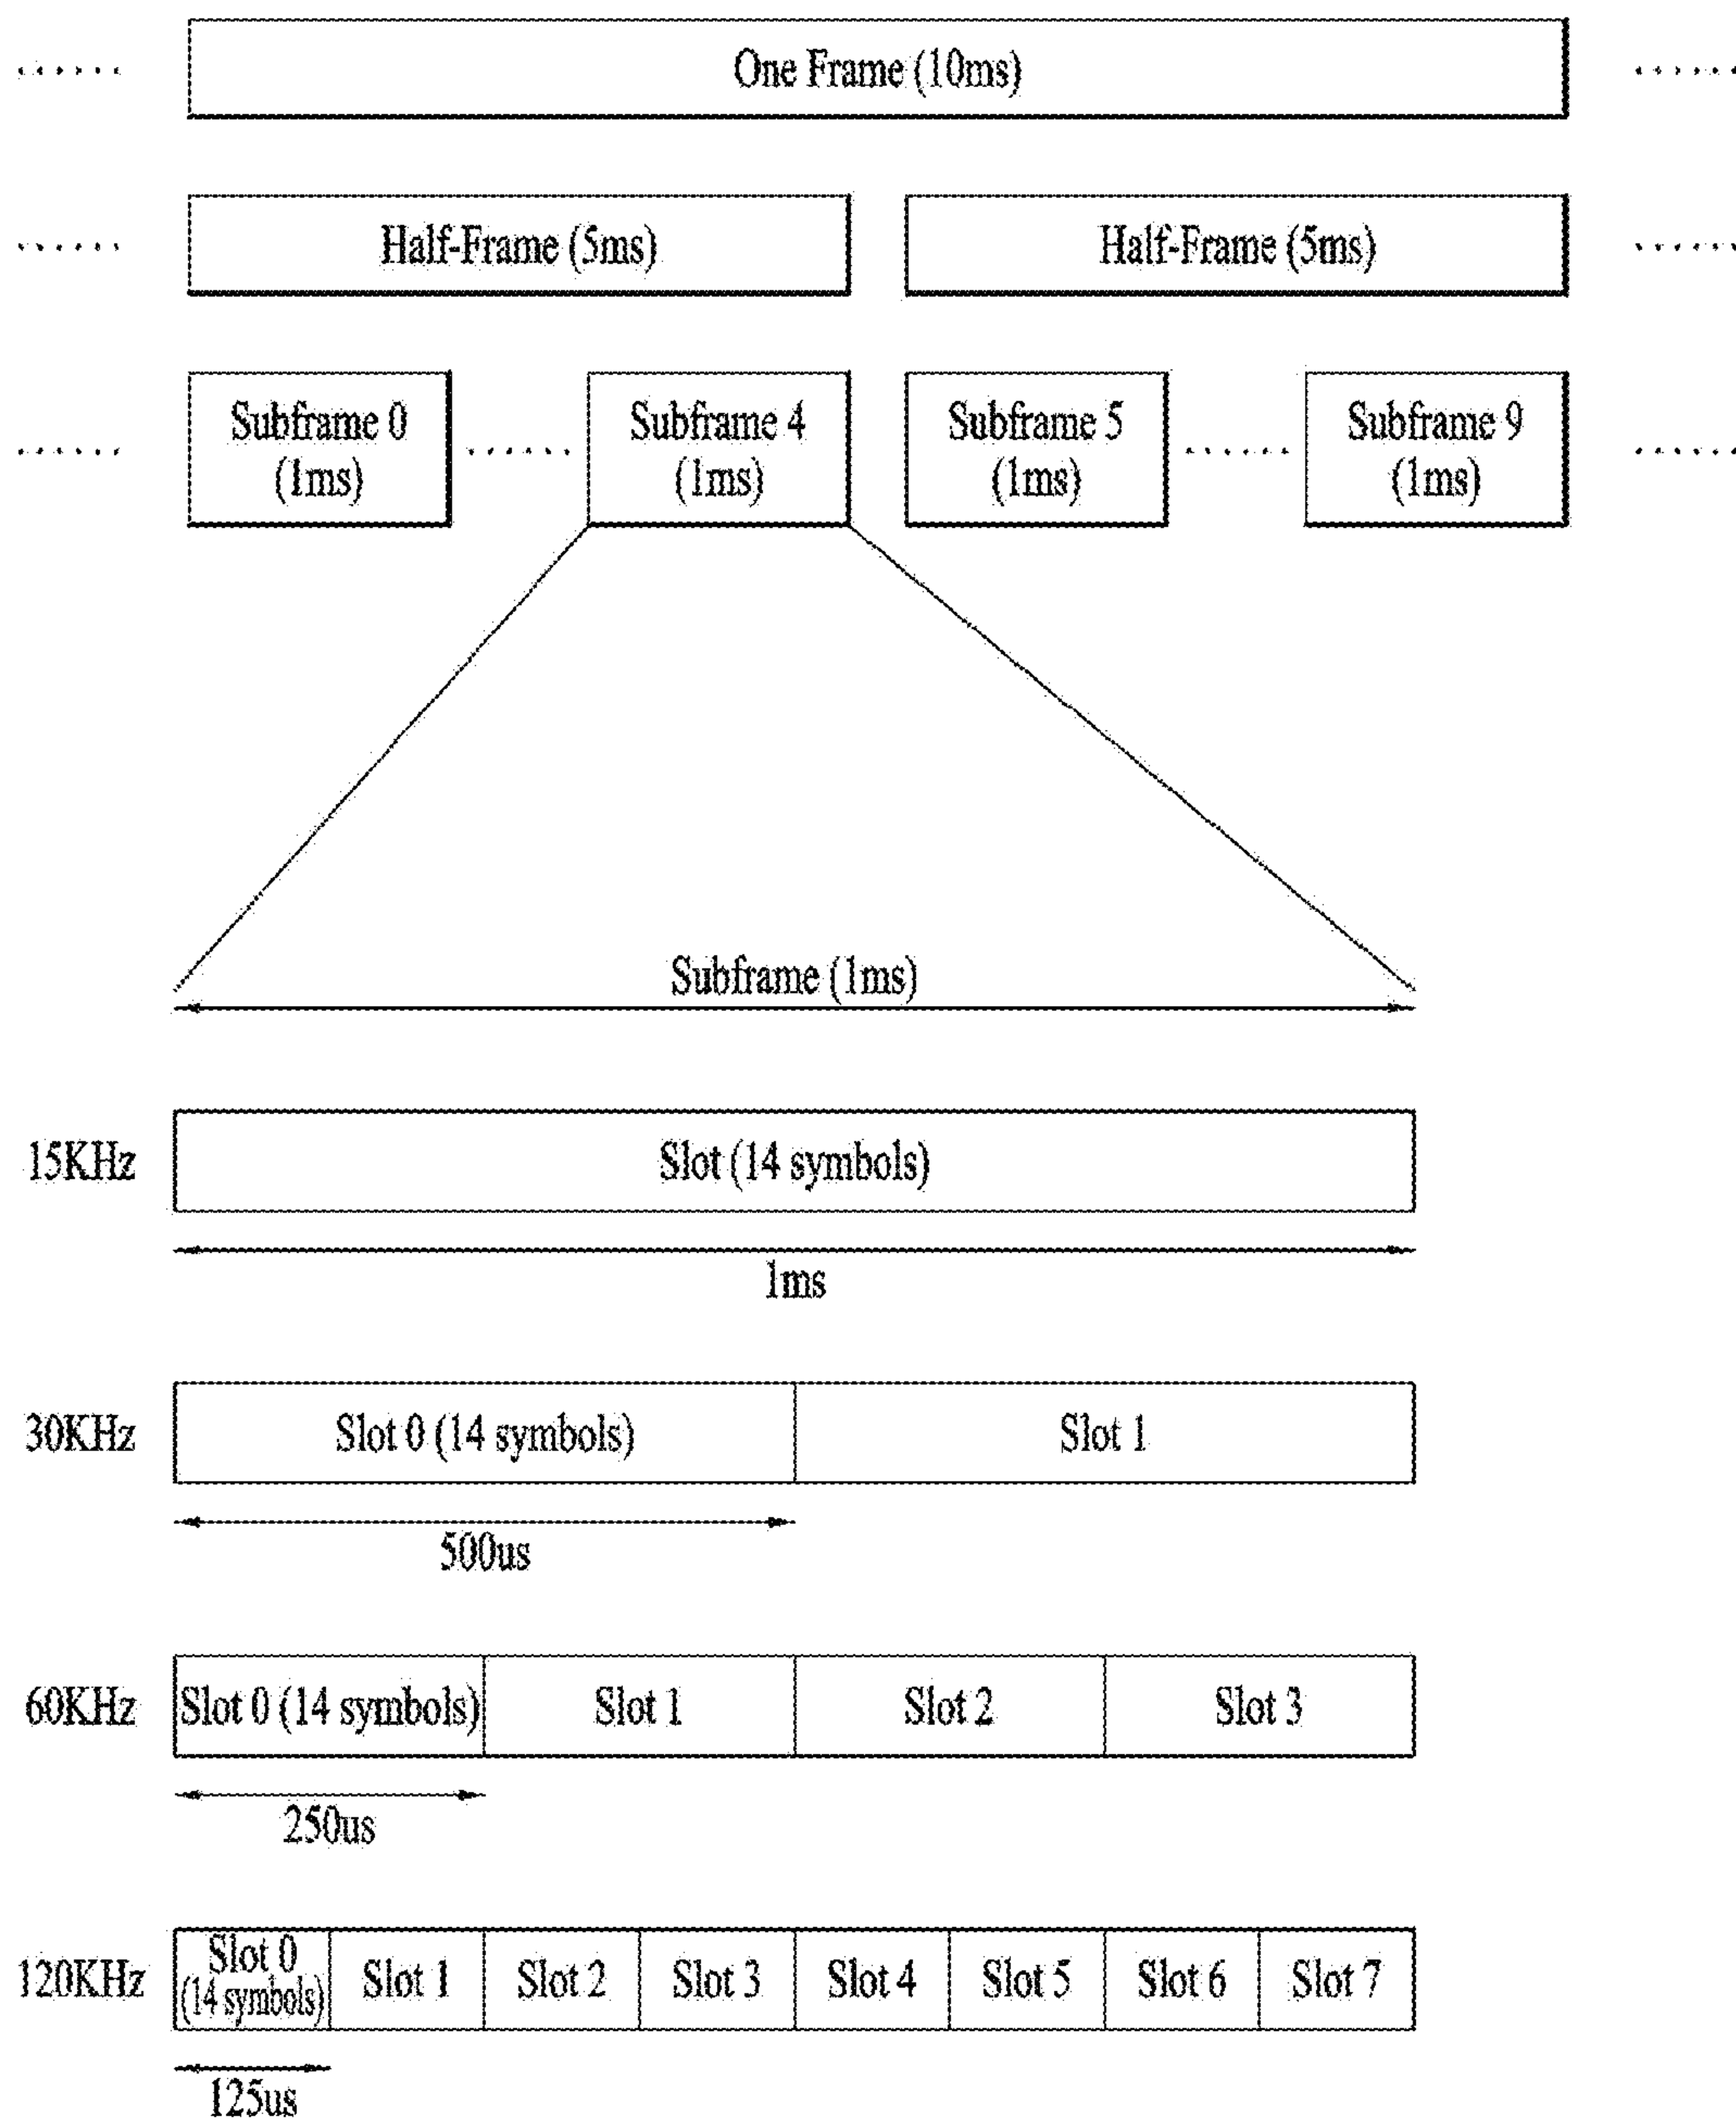 One Frame (10ms)
Half-Frame (5ms)
Half-Frame (5ms)
Subframe 0
(1ms)
Subframe 4
(1ms)
Subframe 5
(1ms)
Subframe 9
(1ms)
Subframe (1ms)
15KHz
Slot (14 symbols)
1ms
30KHz
Slot 0 (14 symbols)
Slot 1
500us
60KHz
Slot 0 (14 symbols)
Slot 1
Slot 2
Slot 3
250us
120KHz
Slot 0
(14 symbols)
Slot 1
Slot 2
Slot 3
Slot 4
Slot 5
Slot 6
Slot 7
125us